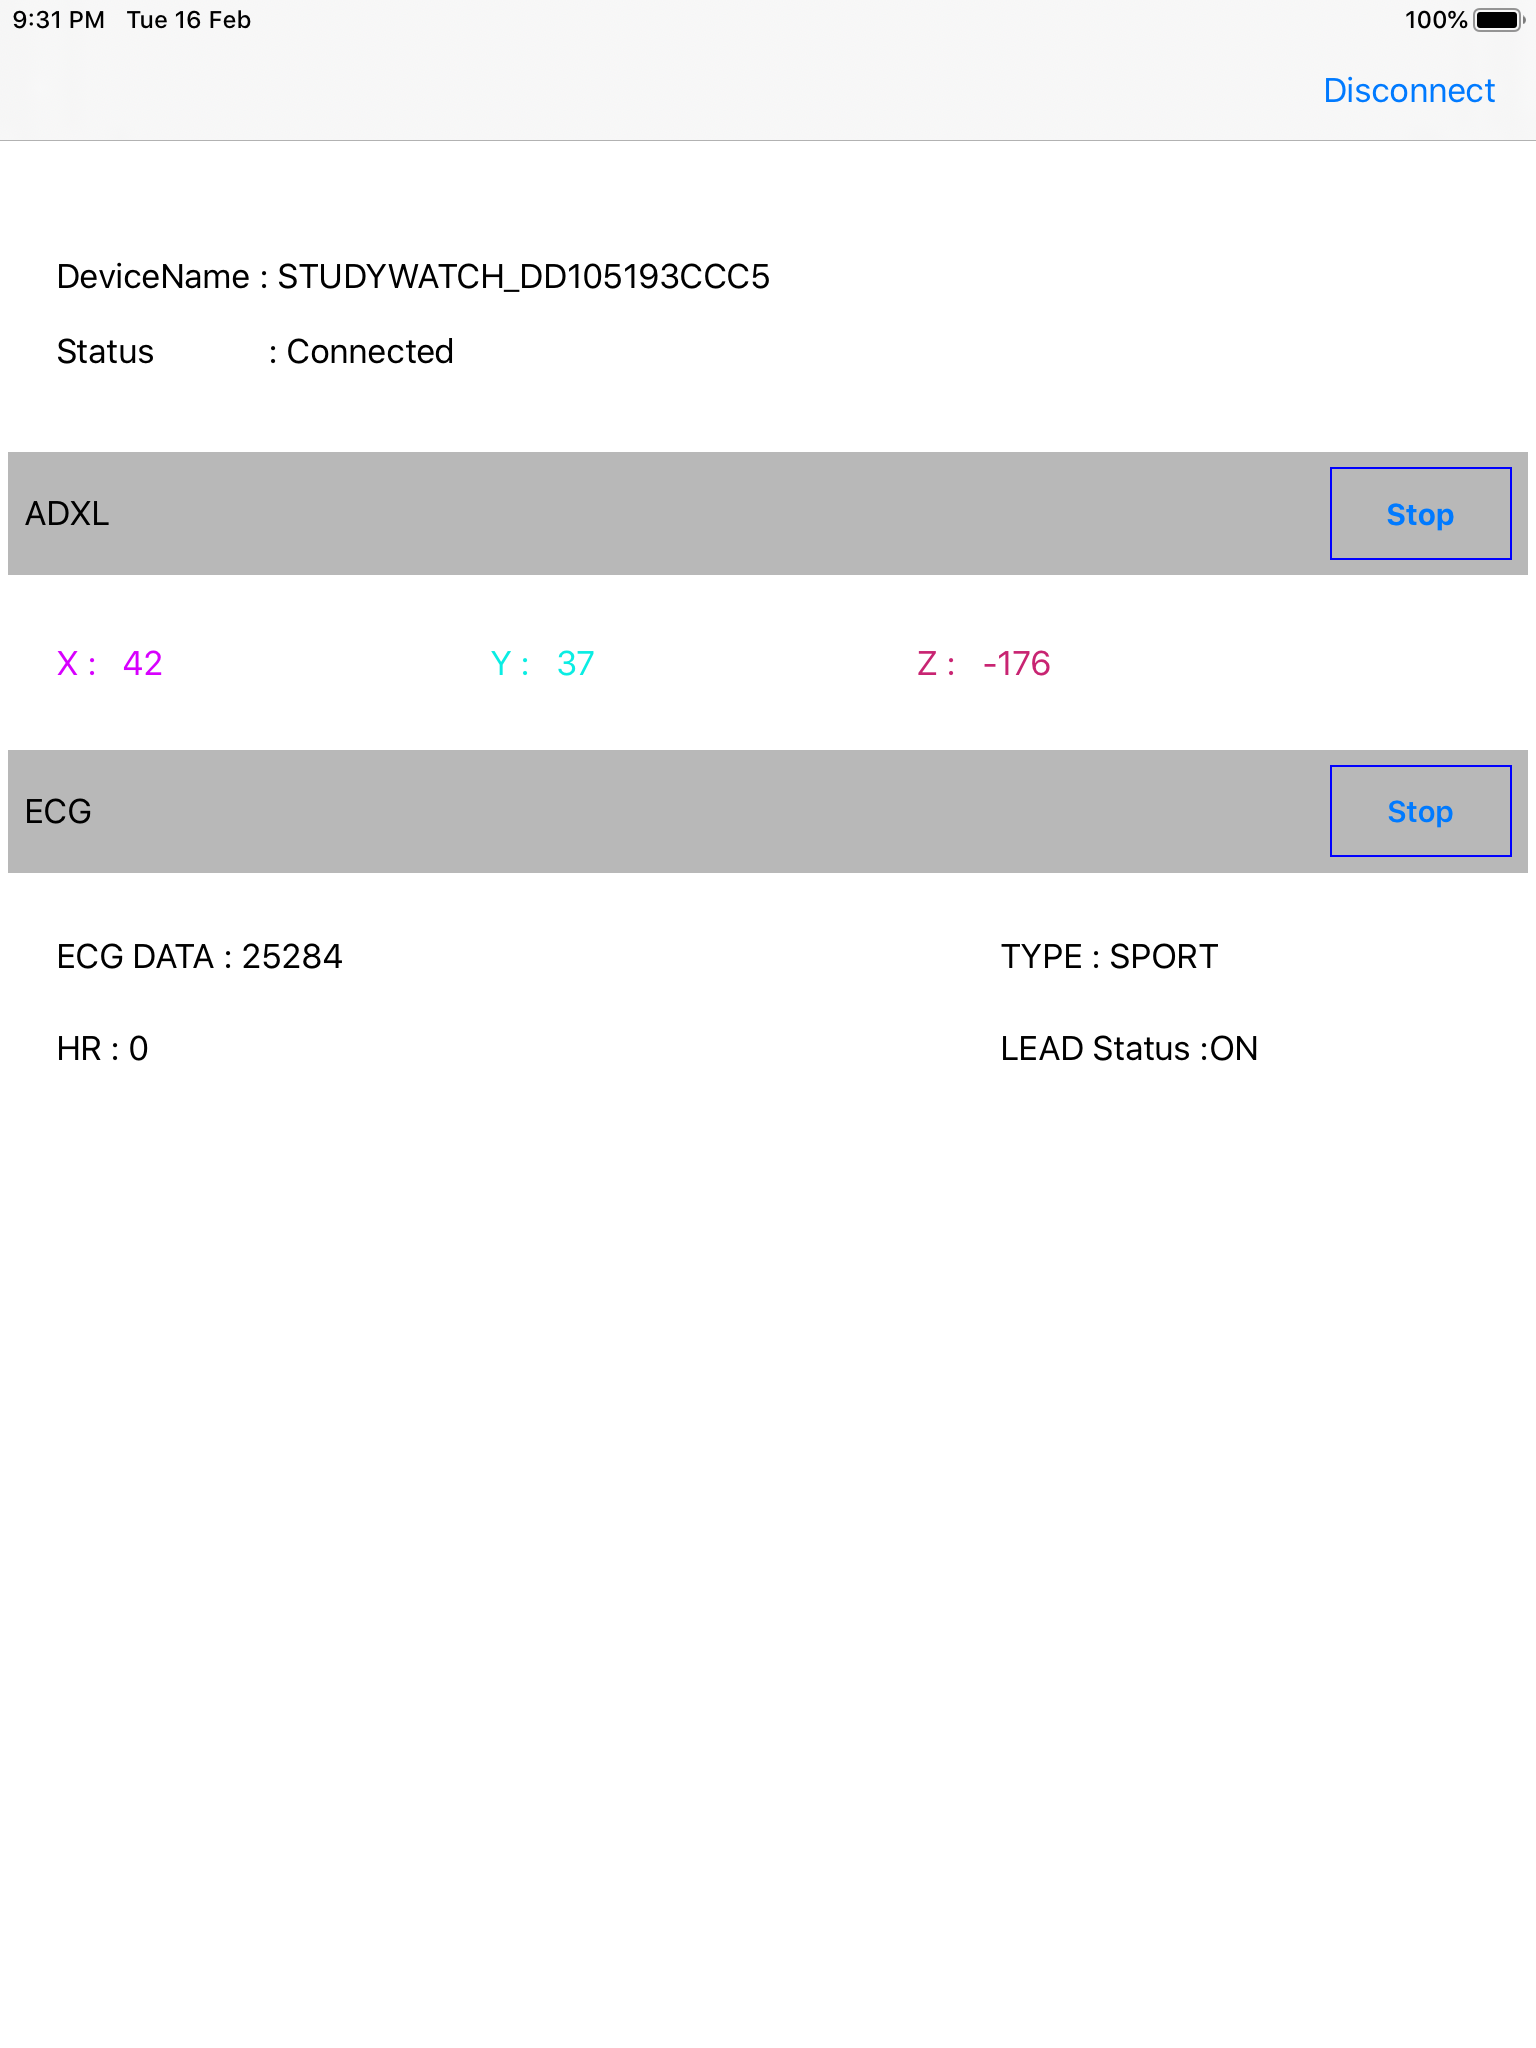 9:31 PM Tue 16 Feb 100%
Disconnect
DeviceName : STUDYWATCH_DD105193CCC5
Status : Connected
ADXL Stop
X : 42 Y : 37 Z : -176
ECG Stop
ECG DATA : 25284 TYPE : SPORT
HR : 0 LEAD Status :ON